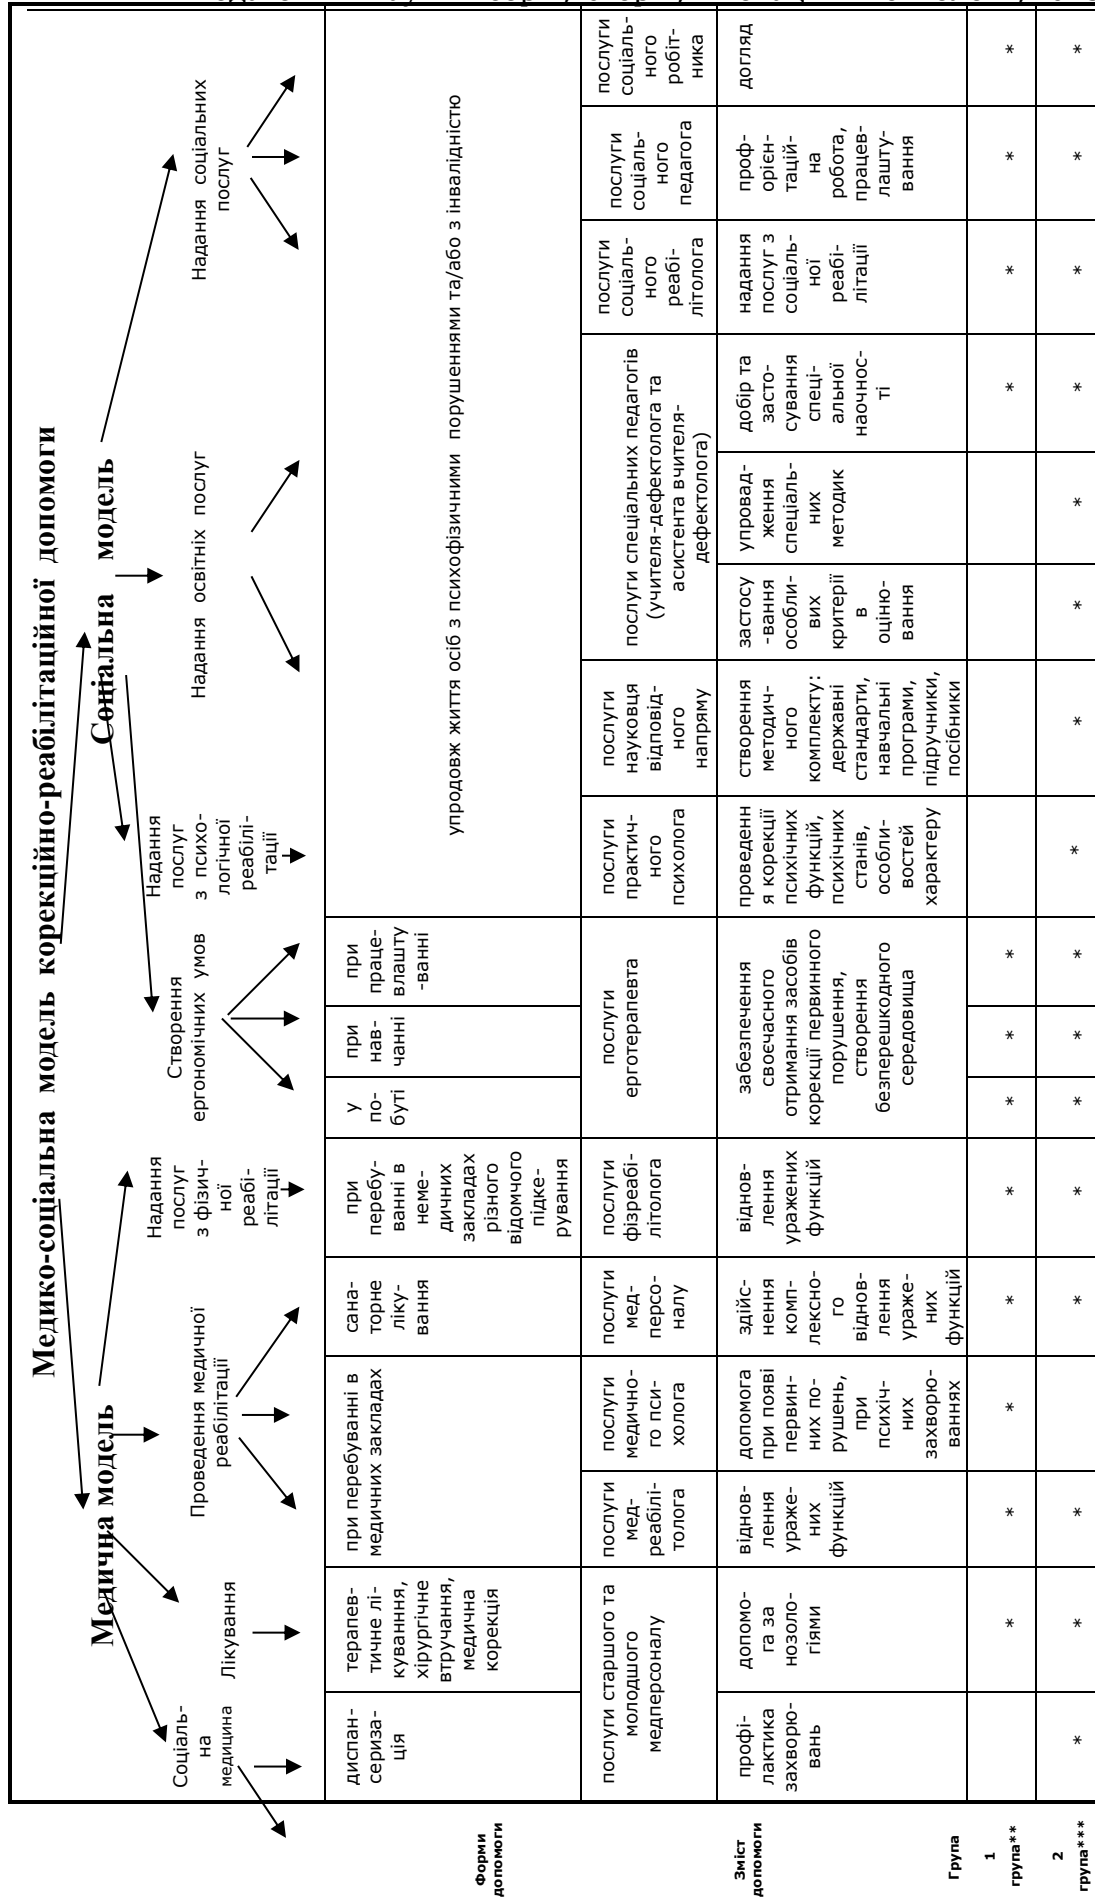 Медико-соціальна модель корекційно-реабілітаційної допомоги
Медична модель
Соціальна модель
Соціаль-
на
медицина
Лікування
Проведення медичної
реабілітації
Надання
послуг
з фізич-
ної
реабі-
літації
Створення
ергономічних умов
Надання
послуг
з психо-
логічної
реабілі-
тації
Надання освітніх послуг
Надання соціальних
послуг
Форми
допомоги
диспан-
сериза-
ція
терапев-
тичне лі-
кування,
хірургічне
втручання,
медична
корекція
при перебуванні в
медичних закладах
сана-
торне
ліку-
вання
при
перебу-
ванні в
неме-
дичних
закладах
різного
відомчого
підке-
рування
у
по-
буті
при
нав-
чанні
при
праце-
влашту
-ванні
упродовж життя осіб з психофізичними порушеннями та/або з інвалідністю
послуги старшого та
молодшого
медперсоналу
послуги
мед-
реабілі-
толога
послуги
медично-
го пси-
холога
послуги
мед-
персо-
налу
послуги
фізреабі-
літолога
послуги
ерготерапевта
послуги
практич-
ного
психолога
послуги
науковця
відповід-
ного
напряму
послуги спеціальних педагогів
(учителя-дефектолога та
асистента вчителя-
дефектолога)
послуги
соціаль-
ного
реабі-
літолога
послуги
соціаль-
ного
педагога
послуги
соціаль-
ного
робіт-
ника
Зміст
допомоги
профі-
лактика
захворю-
вань
допомо-
га за
нозоло-
гіями
віднов-
лення
ураже-
них
функцій
допомога
при появі
первин-
них по-
рушень,
при
психіч-
них
захворю-
ваннях
здійс-
нення
комп-
лексно-
го
віднов-
лення
ураже-
них
функцій
віднов-
лення
уражених
функцій
забезпечення
своєчасного
отримання засобів
корекції первинного
порушення,
створення
безперешкодного
середовища
проведенн
я корекції
психічних
функцій,
психічних
станів,
особли-
востей
характеру
створення
методич-
ного
комплекту:
державні
стандарти,
навчальні
програми,
підручники,
посібники
застосу
-вання
особли-
вих
критерії
в
оціню-
вання
упровад-
ження
спеціаль-
них
методик
добір та
засто-
сування
спеці-
альної
наочнос-
ті
надання
послуг з
соціаль-
ної
реабі-
літації
проф-
орієн-
тацій-
на
робота,
працев-
лашту-
вання
догляд
Група
1
група**
* * * * * * * * * * * *
2
група***
* * * * * * * * * * * * * * * *